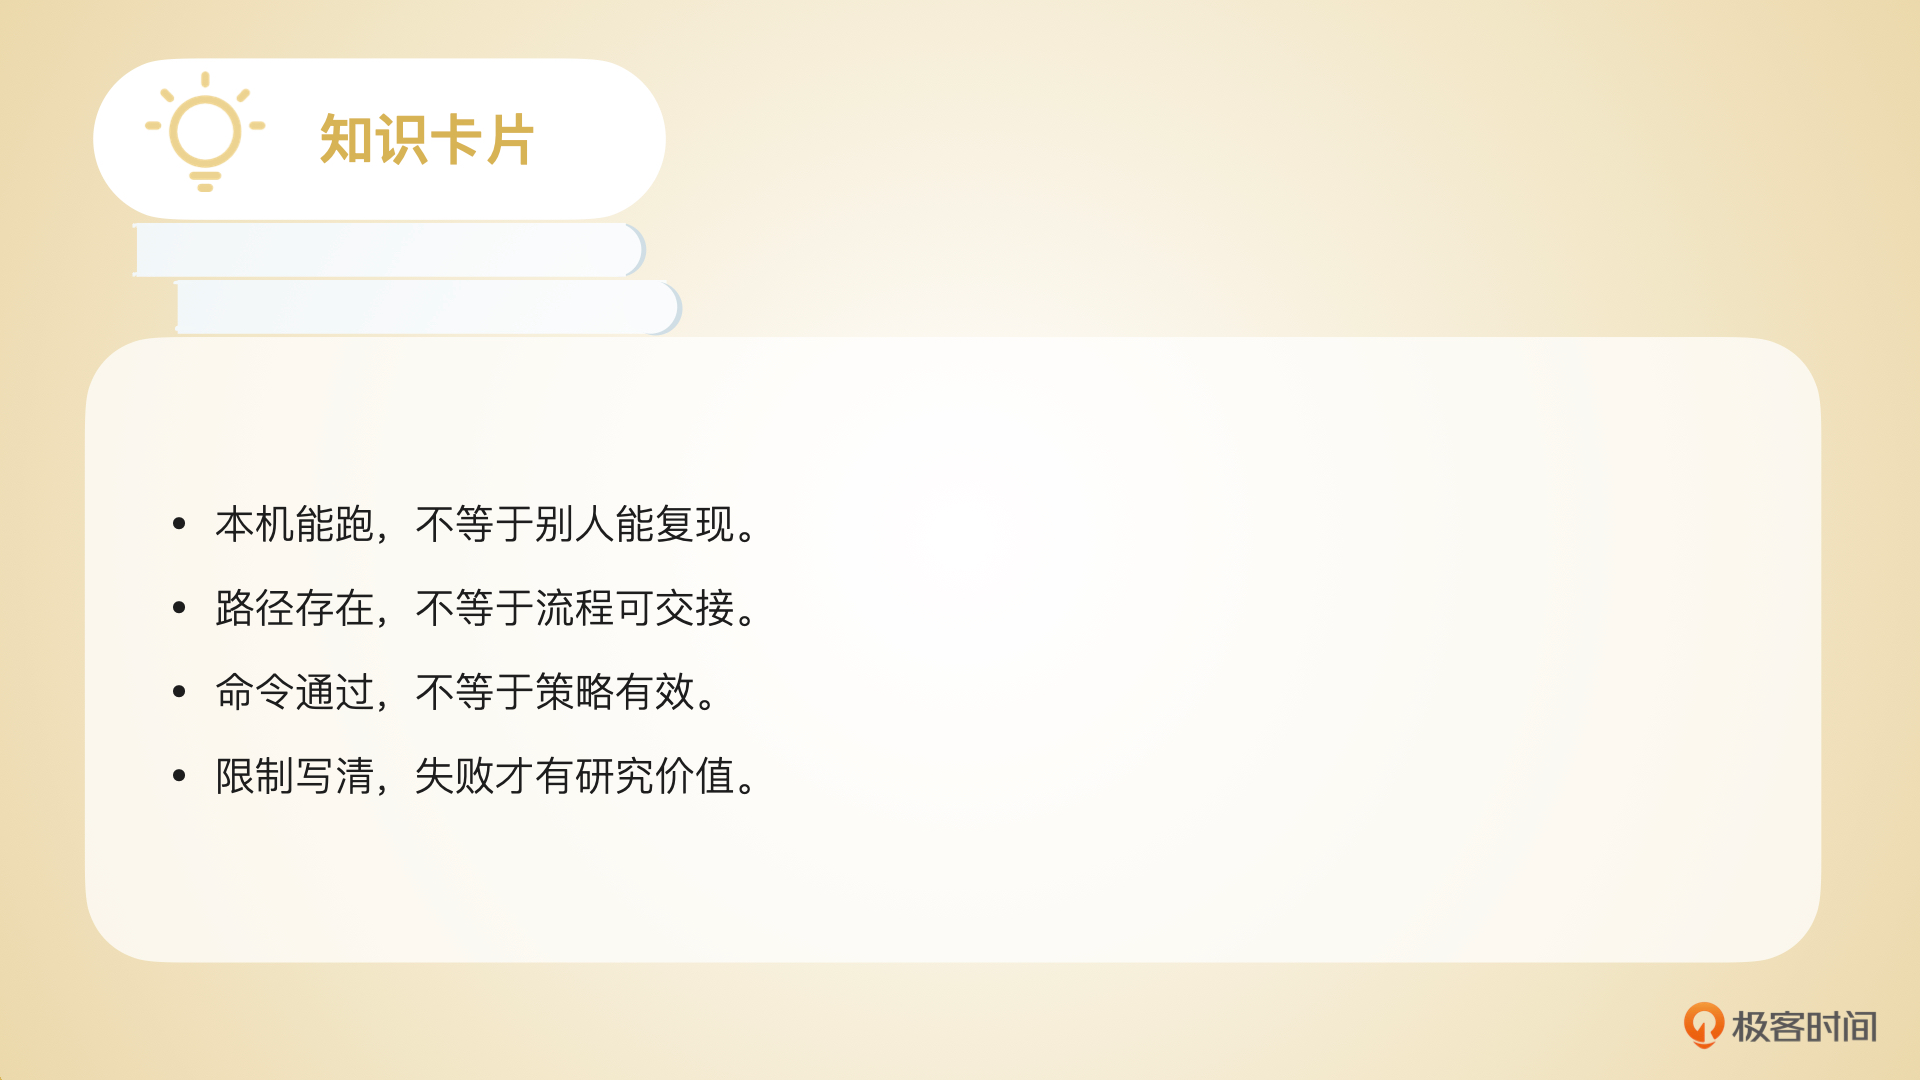 知识卡片
• 本机能跑，不等于别人能复现。
• 路径存在，不等于流程可交接。
• 命令通过，不等于策略有效。
• 限制写清，失败才有研究价值。
极客时间